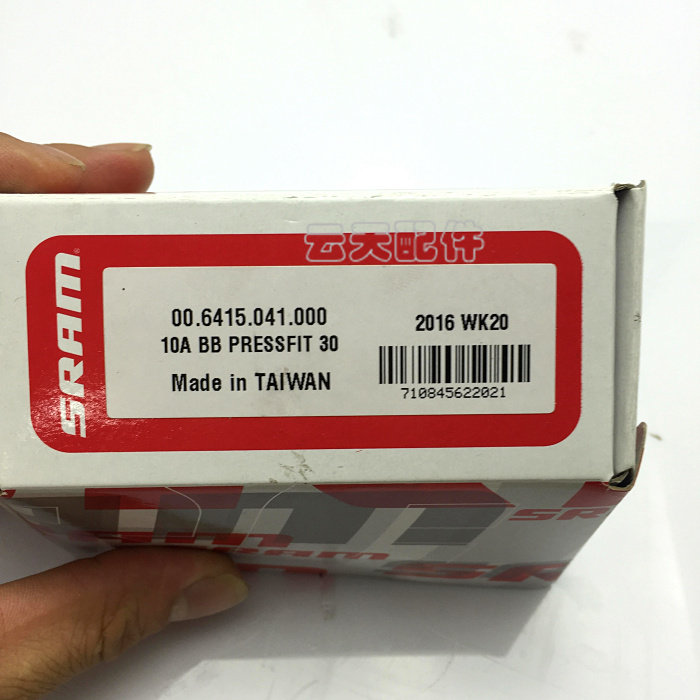 云天配件
SRAM
00.6415.041.000
10A BB PRESSFIT 30
Made in TAIWAN
2016 WK20
710845622021
SR
SRAM